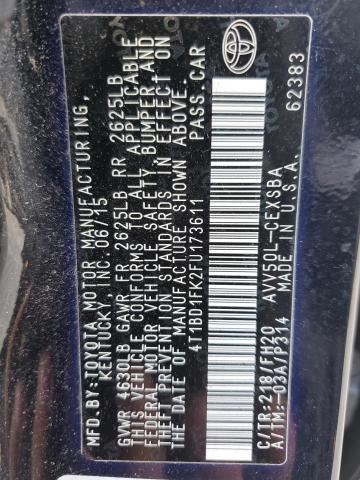 MFD.BY:TOYOTA MOTOR MANUFACTURING,
KENTUCKY, INC. 06/15
GVWR 4630LB GAWR FR 2625LB RR 2625LB
THIS VEHICLE CONFORMS TO ALL APPLICABLE
FEDERAL MOTOR VEHICLE SAFETY, BUMPER AND
THEFT PREVENTION STANDARDS IN EFFECT ON
THE DATE OF MANUFACTURE SHOWN ABOVE.
4T1BD1FK2FU173611 PASS.CAR
C/TR:218/FH20 AVV50L-CEXSBA
A/TM:-03A/P314 MADE IN U.S.A. 62383